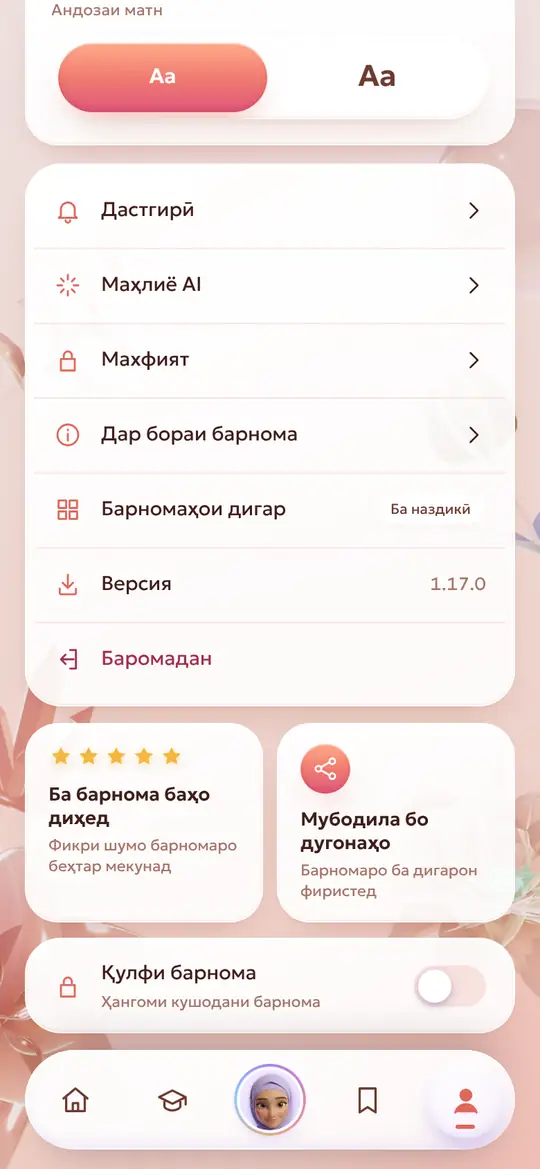 Андозаи матн
Aa
Aa
Дастгирӣ
Маҳлиё AI
Махфият
Дар бораи барнома
Барномаҳои дигар
Ба наздикӣ
Версия
1.17.0
Баромадан
Ба барнома баҳо
диҳед
Фикри шумо барномаро
беҳтар мекунад
Мубодила бо
дугонаҳо
Барномаро ба дигарон
фиристед
Қулфи барнома
Ҳангоми кушодани барнома